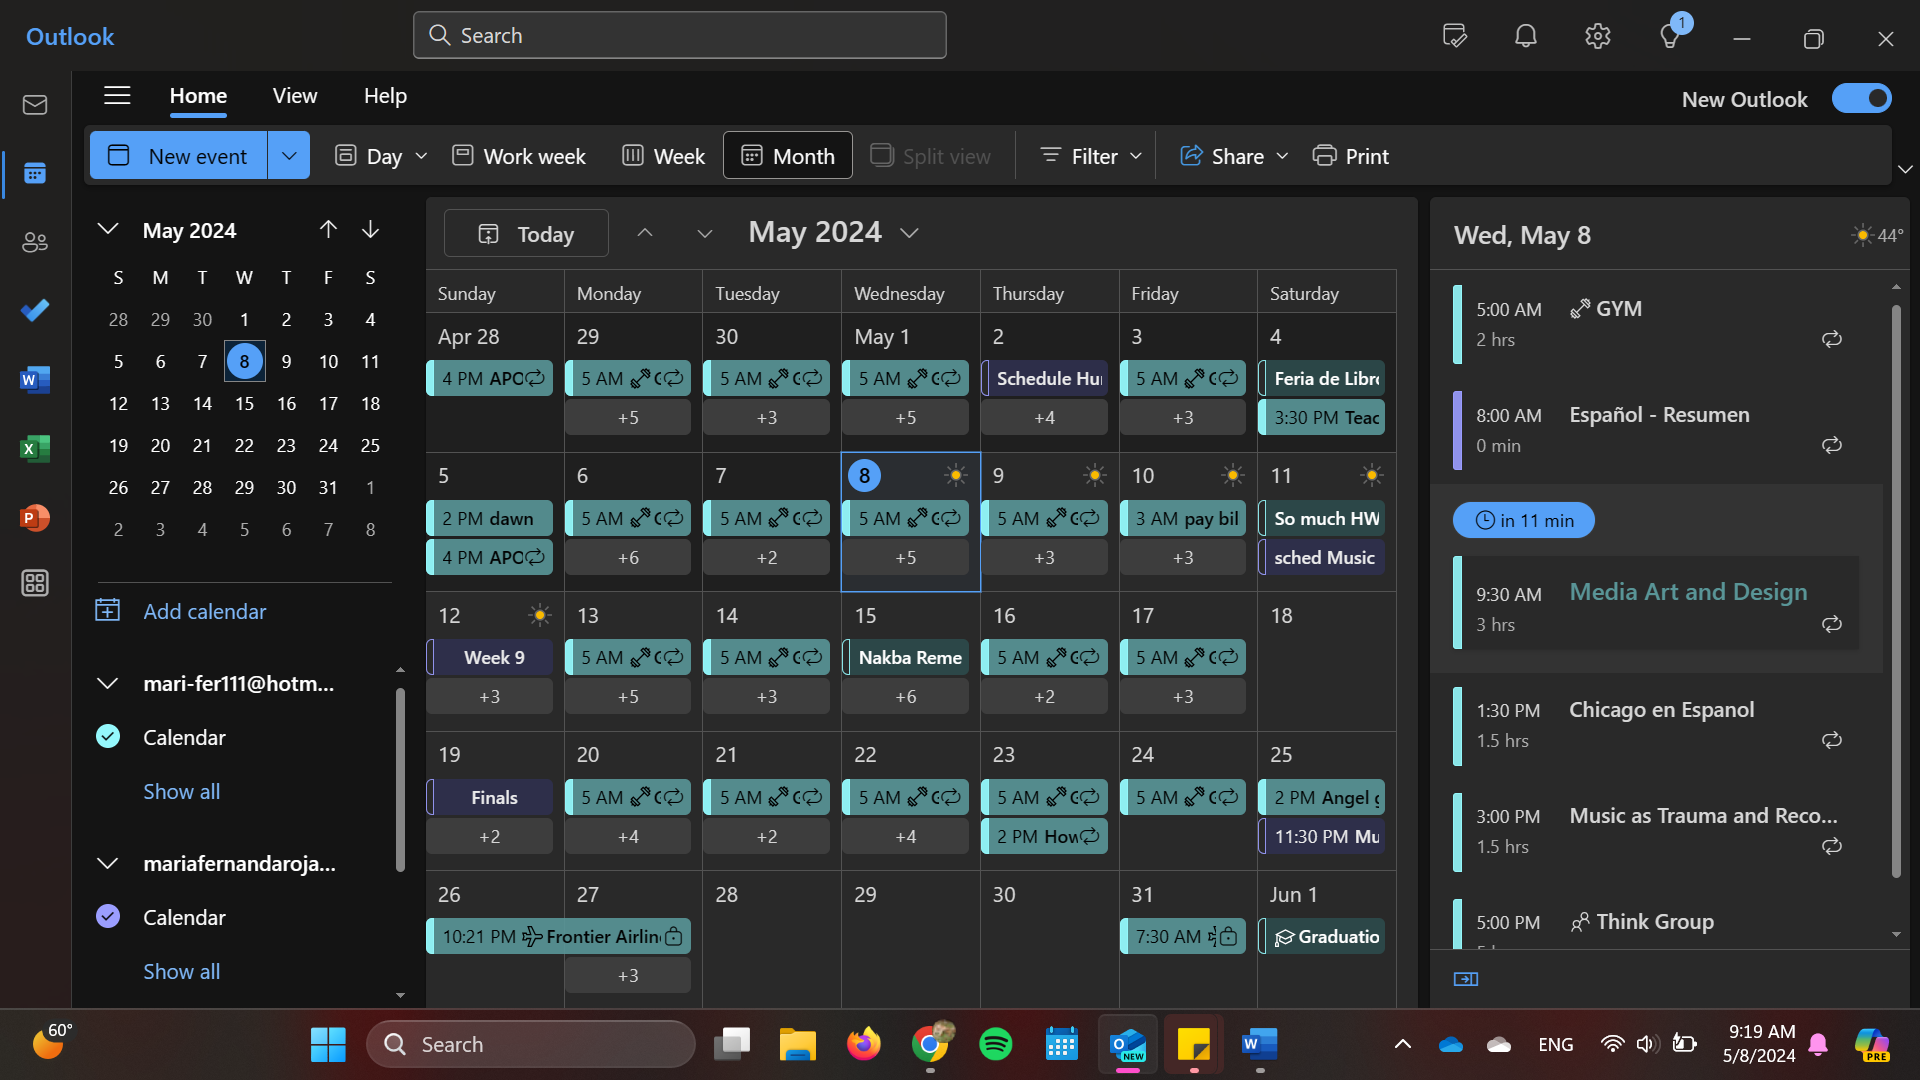 Outlook
Search
1
Home View Help
New Outlook
New event Day Work week Week Month Split view Filter Share Print
May 2024
S M T W T F S
28 29 30 1 2 3 4
5 6 7 8 9 10 11
12 13 14 15 16 17 18
19 20 21 22 23 24 25
26 27 28 29 30 31 1
2 3 4 5 6 7 8
Add calendar
mari-fer111@hotm...
Calendar
Show all
mariafernandaroja...
Calendar
Show all
Today May 2024
Sunday Monday Tuesday Wednesday Thursday Friday Saturday
Apr 28 29 30 May 1 2 3 4
4 PM APO 5 AM 5 AM 5 AM Schedule Hu 5 AM Feria de Libr
+5 +3 +5 +4 +3 3:30 PM Teac
5 6 7 8 9 10 11
2 PM dawn 5 AM 5 AM 5 AM 5 AM 3 AM pay bil So much HW
4 PM APO +6 +2 +5 +3 +3 sched Music
12 13 14 15 16 17 18
Week 9 5 AM 5 AM Nakba Reme 5 AM 5 AM
+3 +5 +3 +6 +2 +3
19 20 21 22 23 24 25
Finals 5 AM 5 AM 5 AM 5 AM 5 AM 2 PM Angel g
+2 +4 +2 +4 2 PM How 11:30 PM Mu
26 27 28 29 30 31 Jun 1
10:21 PM Frontier Airlin 7:30 AM Graduatio
+3
Wed, May 8 44°
5:00 AM GYM
2 hrs
8:00 AM Español - Resumen
0 min
in 11 min
9:30 AM Media Art and Design
3 hrs
1:30 PM Chicago en Espanol
1.5 hrs
3:00 PM Music as Trauma and Reco...
1.5 hrs
5:00 PM Think Group
60°
Search
NEW
ENG
9:19 AM
5/8/2024
PRE